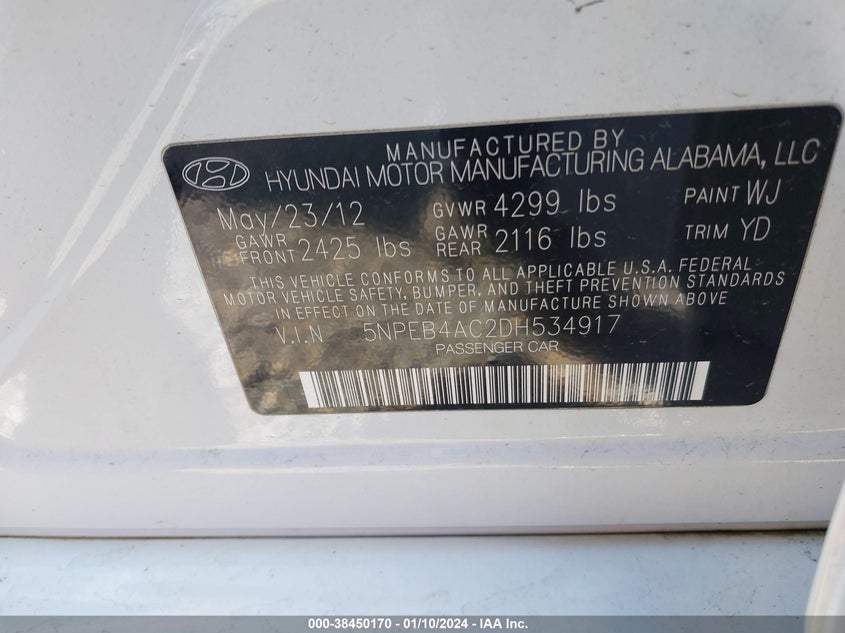 MANUFACTURED BY
HYUNDAI MOTOR MANUFACTURING ALABAMA, LLC
May/23/12 GVWR 4299 lbs PAINT WJ
GAWR FRONT 2425 lbs GAWR REAR 2116 lbs TRIM YD
THIS VEHICLE CONFORMS TO ALL APPLICABLE U.S.A. FEDERAL
MOTOR VEHICLE SAFETY, BUMPER, AND THEFT PREVENTION STANDARDS
IN EFFECT ON THE DATE OF MANUFACTURE SHOWN ABOVE
V.I.N 5NPEB4AC2DH534917
PASSENGER CAR
000-38450170 - 01/10/2024 - IAA Inc.